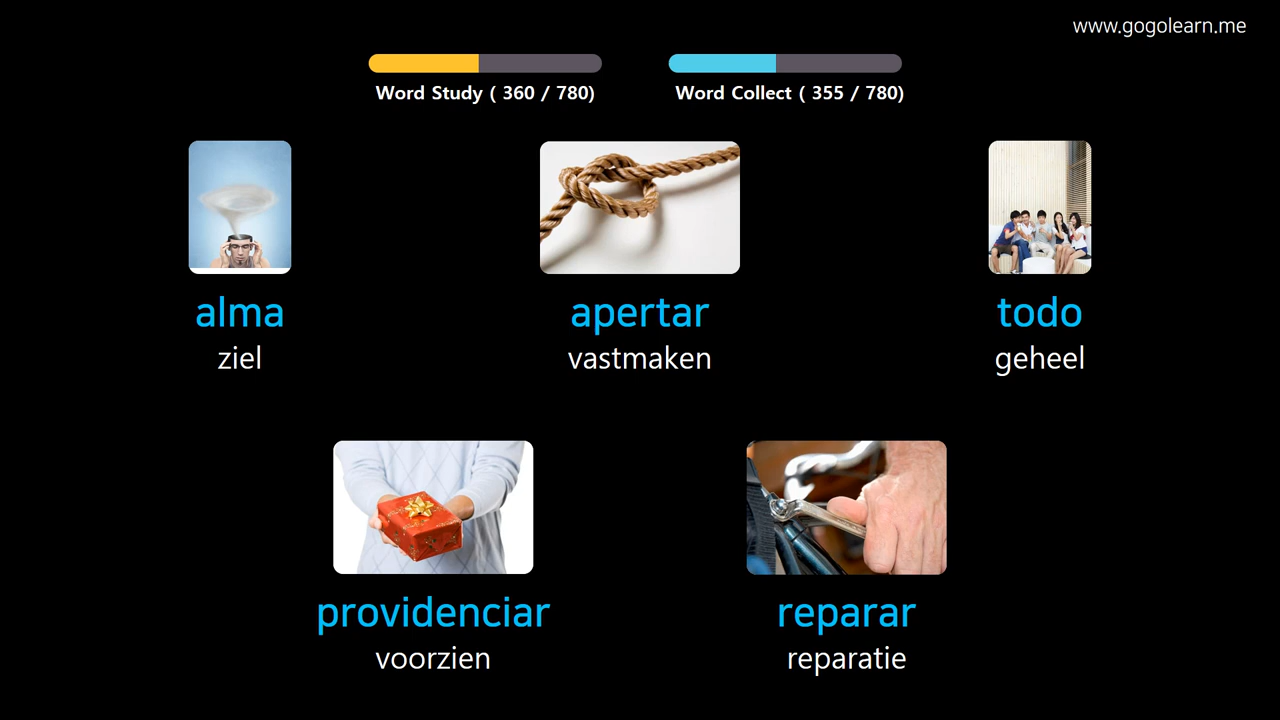 www.gogolearn.me
Word Study ( 360 / 780)
Word Collect ( 355 / 780)
alma
ziel
apertar
vastmaken
todo
geheel
providenciar
voorzien
reparar
reparatie